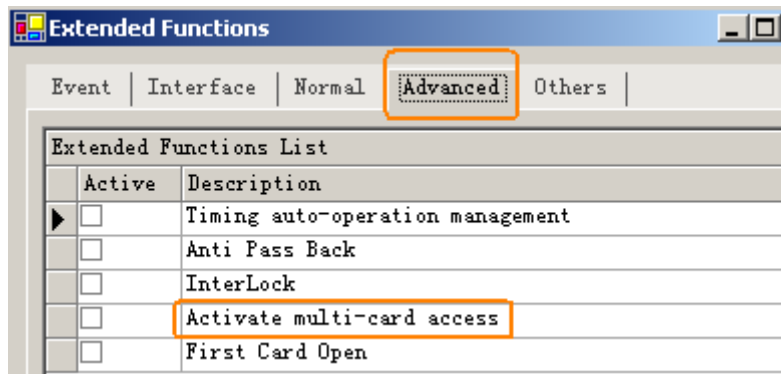 Extended Functions
Event | Interface | Normal Advanced Others |
Extended Functions List
Active Description
Timing auto-operation management
Anti Pass Back
InterLock
Activate multi-card access
First Card Open